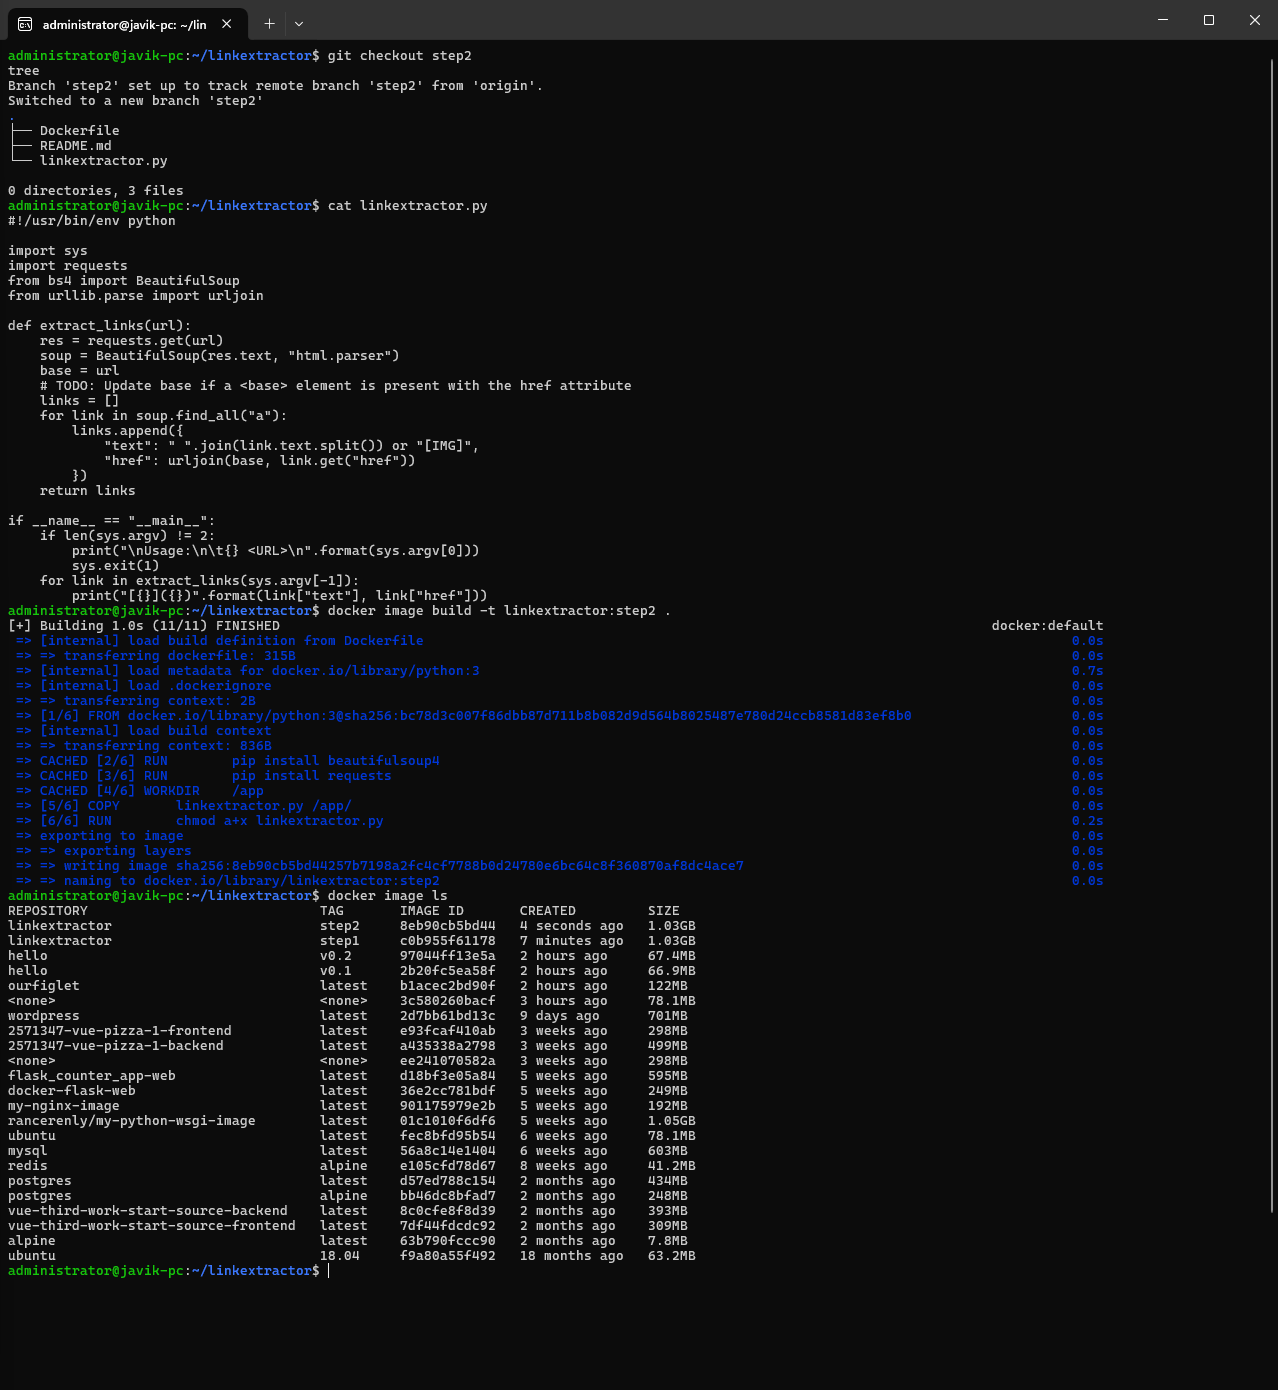 administrator@javik-pc: ~/lin
administrator@javik-pc:~/linkextractor$ git checkout step2
tree
Branch 'step2' set up to track remote branch 'step2' from 'origin'.
Switched to a new branch 'step2'
.
├── Dockerfile
├── README.md
└── linkextractor.py

0 directories, 3 files
administrator@javik-pc:~/linkextractor$ cat linkextractor.py
#!/usr/bin/env python

import sys
import requests
from bs4 import BeautifulSoup
from urllib.parse import urljoin

def extract_links(url):
    res = requests.get(url)
    soup = BeautifulSoup(res.text, "html.parser")
    base = url
    # TODO: Update base if a <base> element is present with the href attribute
    links = []
    for link in soup.find_all("a"):
        links.append({
            "text": " ".join(link.text.split()) or "[IMG]",
            "href": urljoin(base, link.get("href"))
        })
    return links

if __name__ == "__main__":
    if len(sys.argv) != 2:
        print("\nUsage:\n\t{} <URL>\n".format(sys.argv[0]))
        sys.exit(1)
    for link in extract_links(sys.argv[-1]):
        print("[{}]({})".format(link["text"], link["href"]))
administrator@javik-pc:~/linkextractor$ docker image build -t linkextractor:step2 .
[+] Building 1.0s (11/11) FINISHED docker:default
=> [internal] load build definition from Dockerfile 0.0s
=> => transferring dockerfile: 315B 0.0s
=> [internal] load metadata for docker.io/library/python:3 0.7s
=> [internal] load .dockerignore 0.0s
=> => transferring context: 2B 0.0s
=> [1/6] FROM docker.io/library/python:3@sha256:bc78d3c007f86dbb87d711b8b082d9d564b8025487e780d24ccb8581d83ef8b0 0.0s
=> [internal] load build context 0.0s
=> => transferring context: 836B 0.0s
=> CACHED [2/6] RUN pip install beautifulsoup4 0.0s
=> CACHED [3/6] RUN pip install requests 0.0s
=> CACHED [4/6] WORKDIR /app 0.0s
=> [5/6] COPY linkextractor.py /app/ 0.0s
=> [6/6] RUN chmod a+x linkextractor.py 0.2s
=> exporting to image 0.0s
=> => exporting layers 0.0s
=> => writing image sha256:8eb90cb5bd44257b7198a2fc4cf7788b0d24780e6bc64c8f360870af8dc4ace7 0.0s
=> => naming to docker.io/library/linkextractor:step2 0.0s
administrator@javik-pc:~/linkextractor$ docker image ls
REPOSITORY TAG IMAGE ID CREATED SIZE
linkextractor step2 8eb90cb5bd44 4 seconds ago 1.03GB
linkextractor step1 c0b955f61178 7 minutes ago 1.03GB
hello v0.2 97044ff13e5a 2 hours ago 67.4MB
hello v0.1 2b20fc5ea58f 2 hours ago 66.9MB
ourfiglet latest b1acec2bd90f 2 hours ago 122MB
<none> <none> 3c580260bacf 3 hours ago 78.1MB
wordpress latest 2d7bb61bd13c 9 days ago 701MB
2571347-vue-pizza-1-frontend latest e93fcaf410ab 3 weeks ago 298MB
2571347-vue-pizza-1-backend latest a435338a2798 3 weeks ago 499MB
<none> <none> ee241070582a 3 weeks ago 298MB
flask_counter_app-web latest d18bf3e05a84 5 weeks ago 595MB
docker-flask-web latest 36e2cc781bdf 5 weeks ago 249MB
my-nginx-image latest 901175979e2b 5 weeks ago 192MB
rancerenly/my-python-wsgi-image latest 01c1010f6df6 5 weeks ago 1.05GB
ubuntu latest fec8bfd95b54 6 weeks ago 78.1MB
mysql latest 56a8c14e1404 6 weeks ago 603MB
redis alpine e105cfd78d67 8 weeks ago 41.2MB
postgres latest d57ed788c154 2 months ago 434MB
postgres alpine bb46dc8bfad7 2 months ago 248MB
vue-third-work-start-source-backend latest 8c0cfe8f8d39 2 months ago 393MB
vue-third-work-start-source-frontend latest 7df44fdcdc92 2 months ago 309MB
alpine latest 63b790fccc90 2 months ago 7.8MB
ubuntu 18.04 f9a80a55f492 18 months ago 63.2MB
administrator@javik-pc:~/linkextractor$